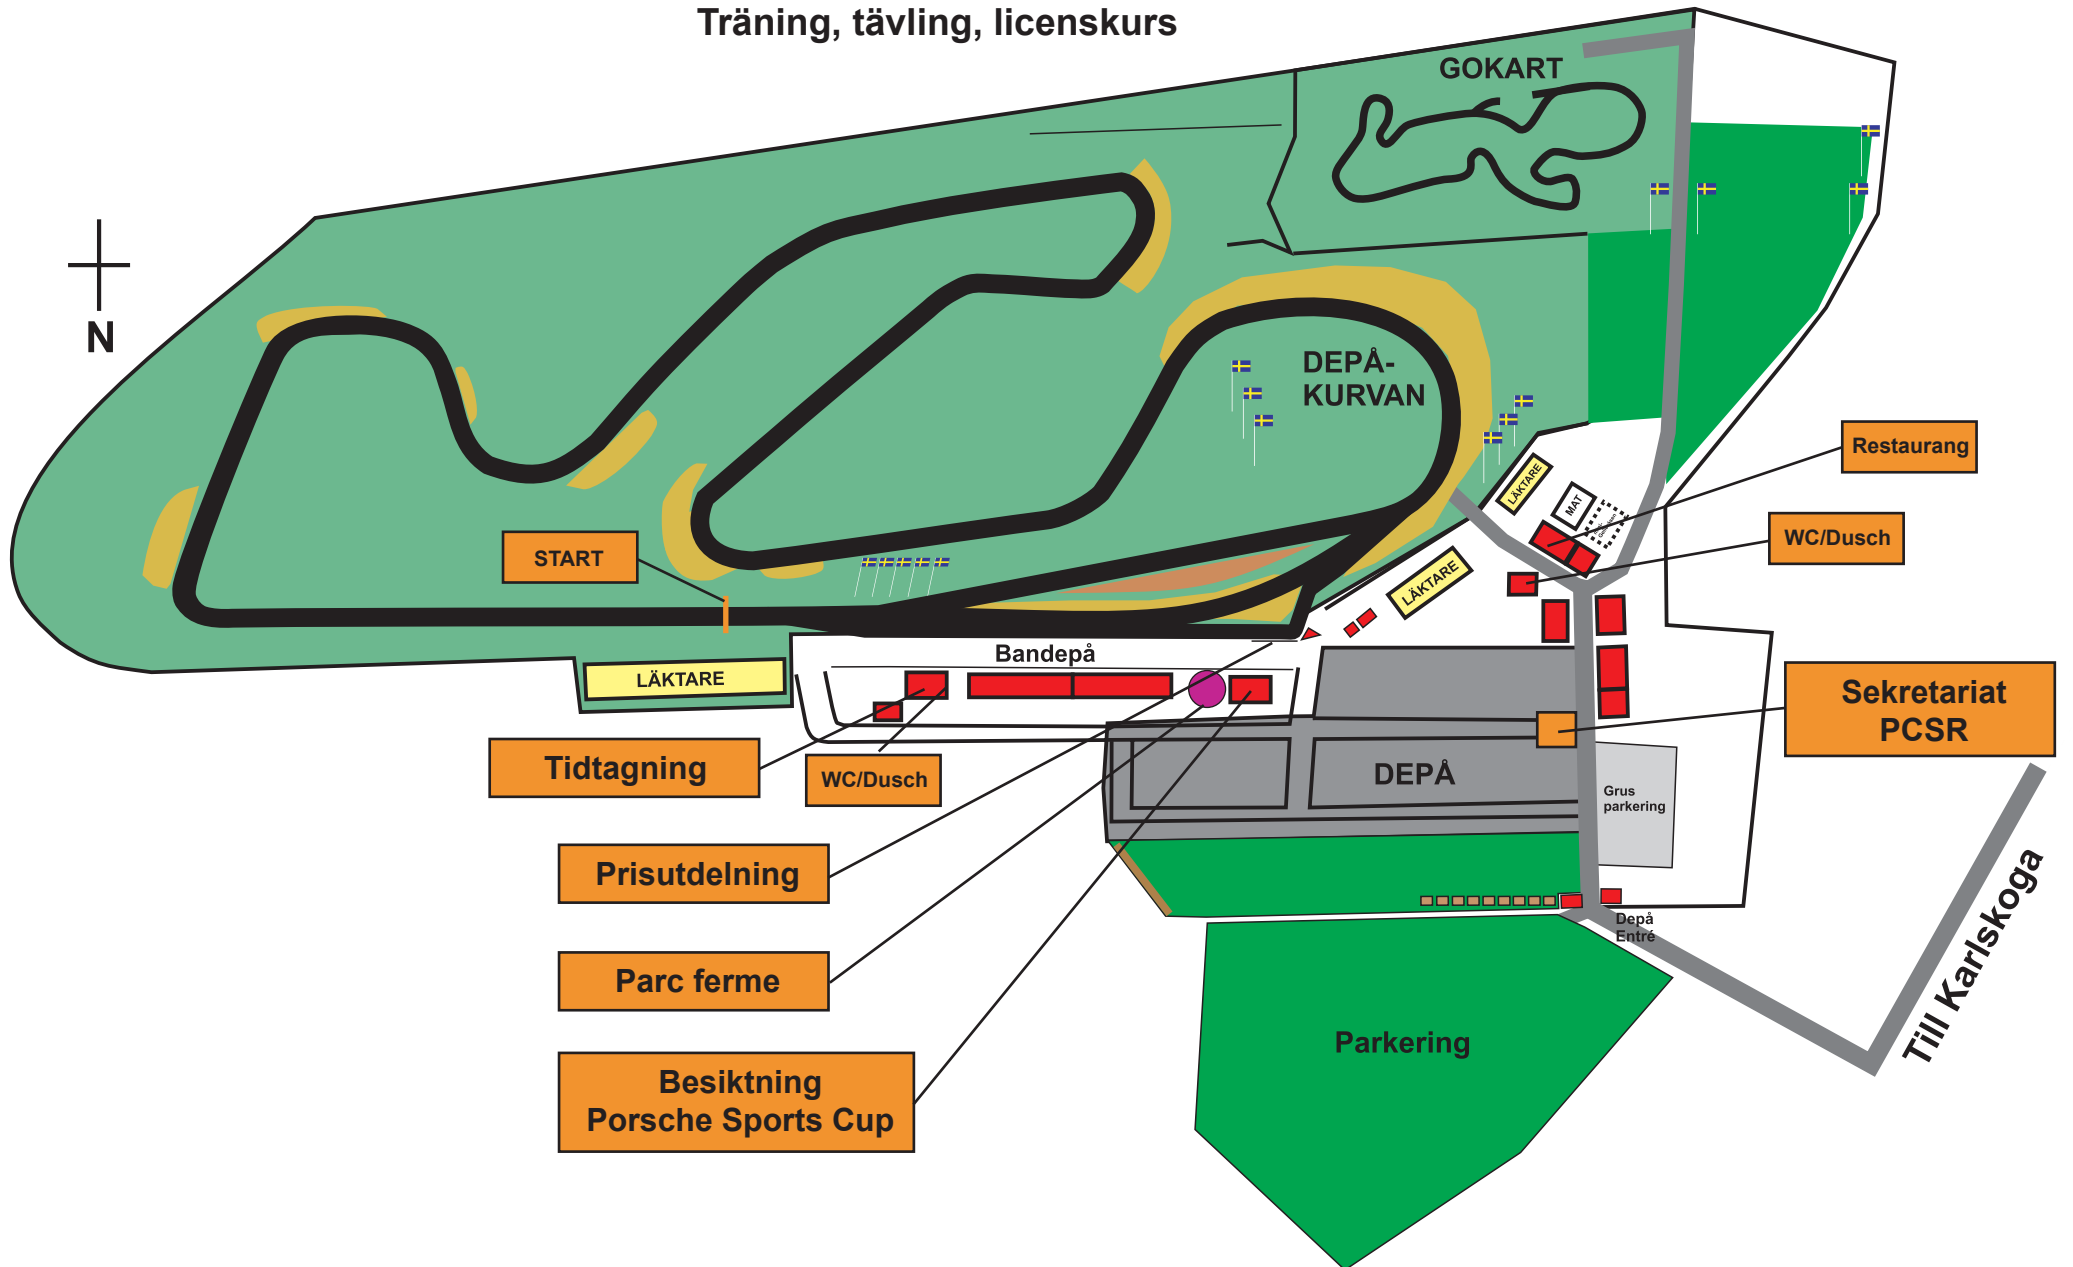 Träning, tävling, licenskurs
GOKART
N
DEPÅ-
KURVAN
Restaurang
LÄKTARE
MAT
WC/Dusch
START
LÄKTARE
Bandepå
LÄKTARE
Sekretariat
PCSR
Tidtagning
WC/Dusch
DEPÅ
Grus
parkering
Prisutdelning
Depå
Entré
Till Karlskoga
Parc ferme
Parkering
Besiktning
Porsche Sports Cup